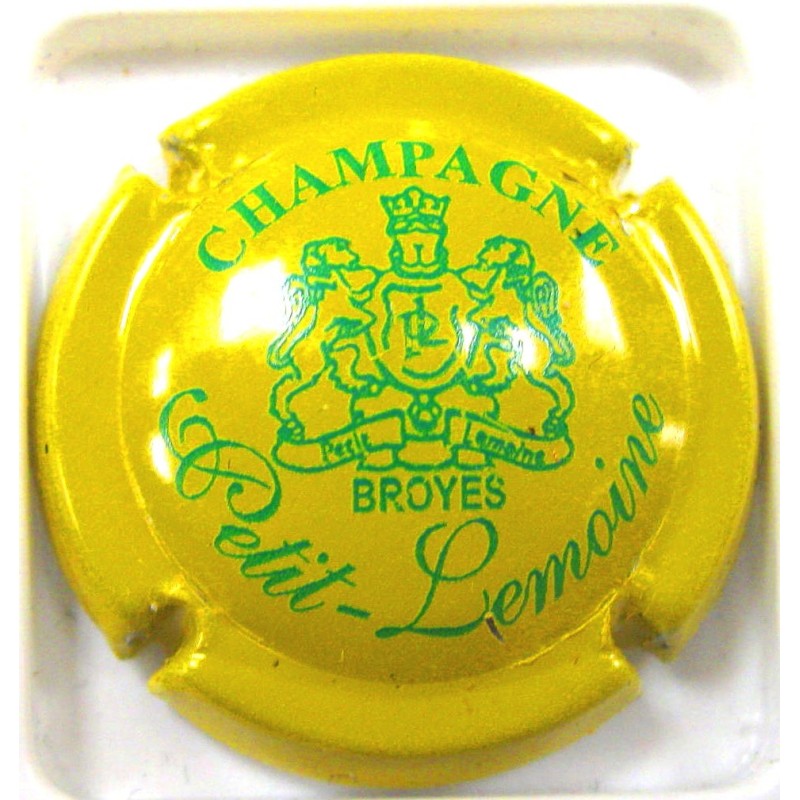 CHAMPAGNE
Petit Lemoine
BROYES
Petit-Lemoine